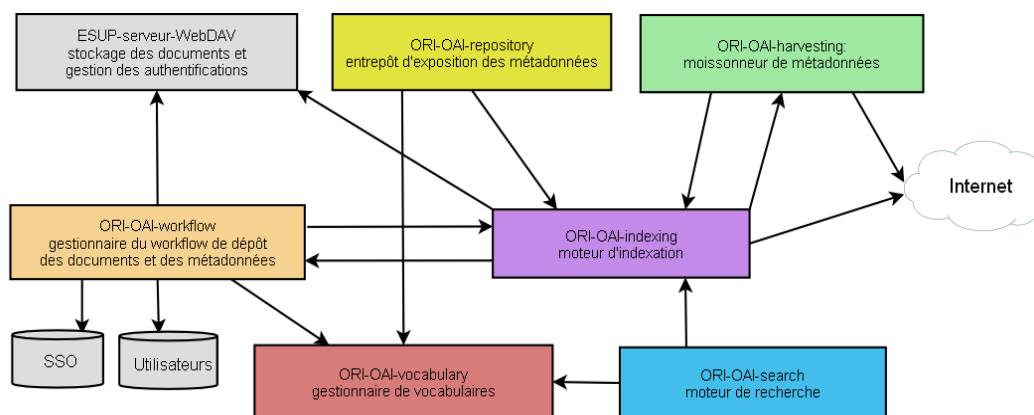 ESUP-serveur-WebDAV
stockage des documents et
gestion des authentifications
ORI-OAI-repository
entrepôt d'exposition des métadonnées
ORI-OAI-harvesting:
moissonneur de métadonnées
Internet
ORI-OAI-workflow
gestionnaire du workflow de dépôt
des documents et des métadonnées
ORI-OAI-indexing
moteur d'indexation
SSO
Utilisateurs
ORI-OAI-vocabulary
gestionnaire de vocabulaires
ORI-OAI-search
moteur de recherche